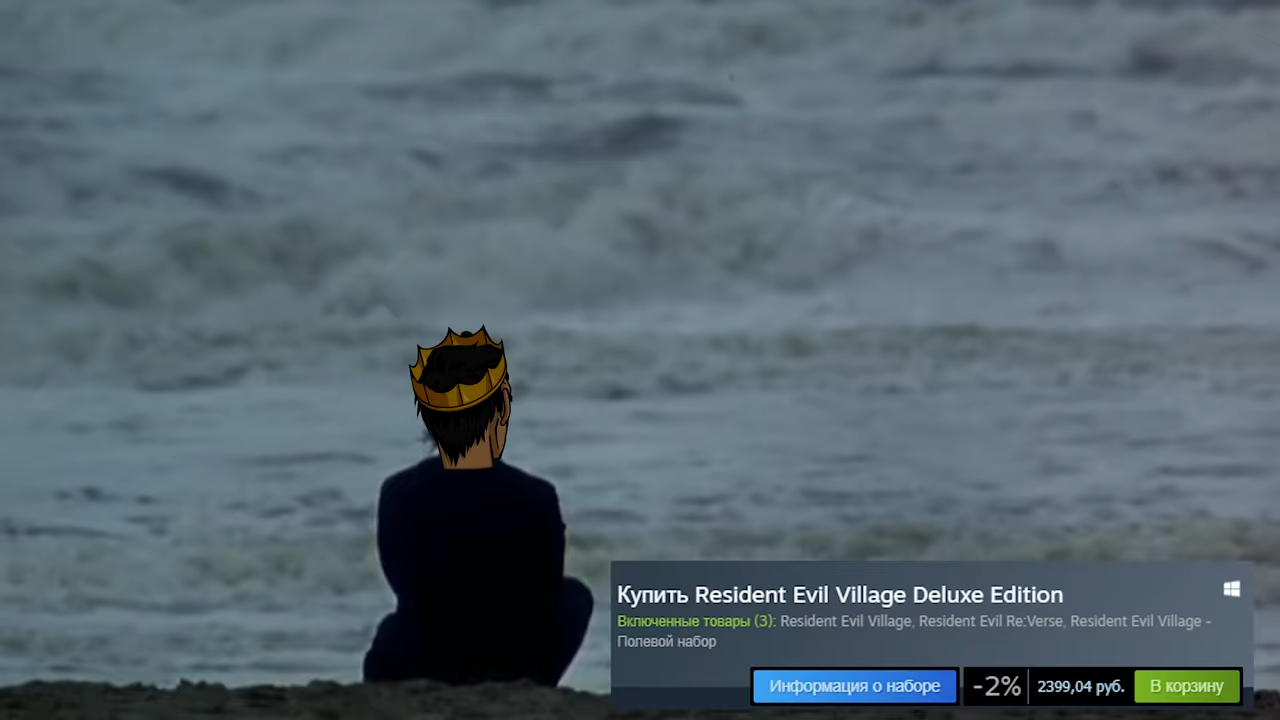 Купить Resident Evil Village Deluxe Edition
Включенные товары (3): Resident Evil Village, Resident Evil Re:Verse, Resident Evil Village -
Полевой набор
Информация о наборе
-2%
2399,04 руб.
В корзину